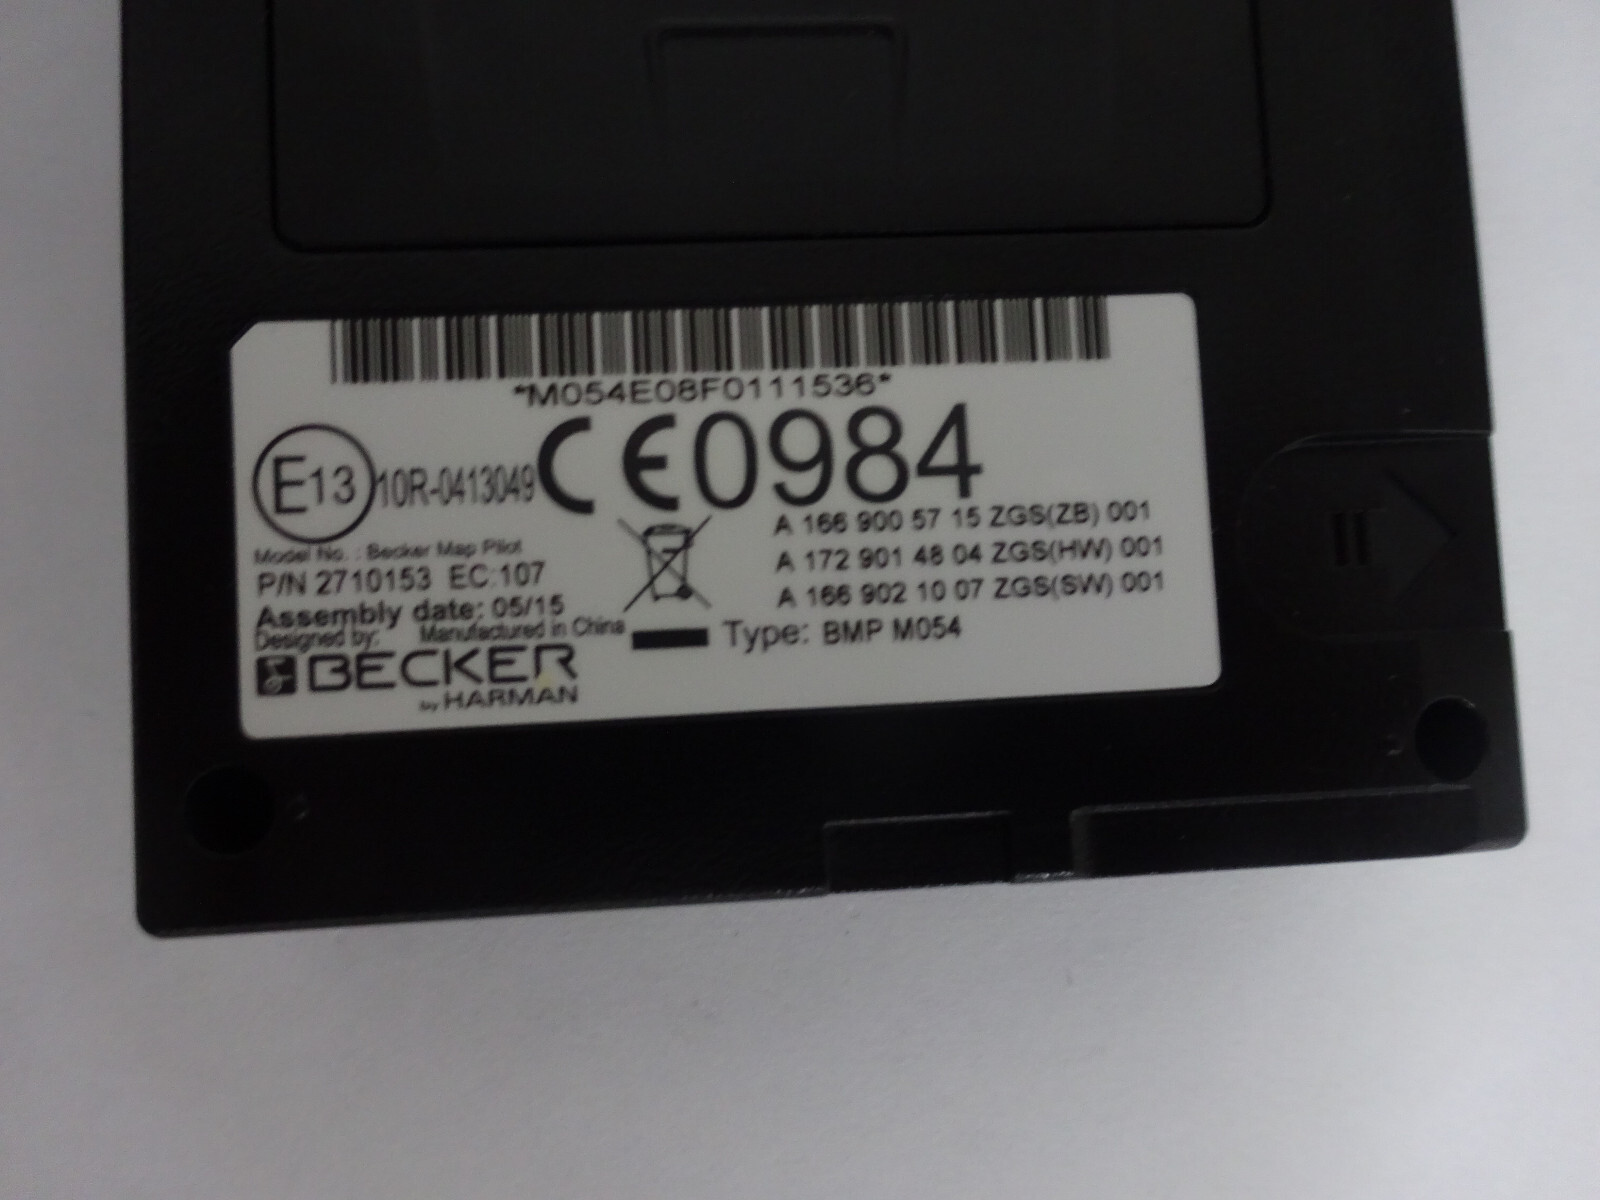 *M054E08F0111536*
E13 10R-0413049 CE0984
Model No. : Becker Map Pilot
P/N 2710153 EC:107
Assembly date: 05/15
Designed by: Manufactured in China
BECKER
by HARMAN
A 166 900 57 15 ZGS(ZB) 001
A 172 901 48 04 ZGS(HW) 001
A 166 902 10 07 ZGS(SW) 001
Type: BMP M054